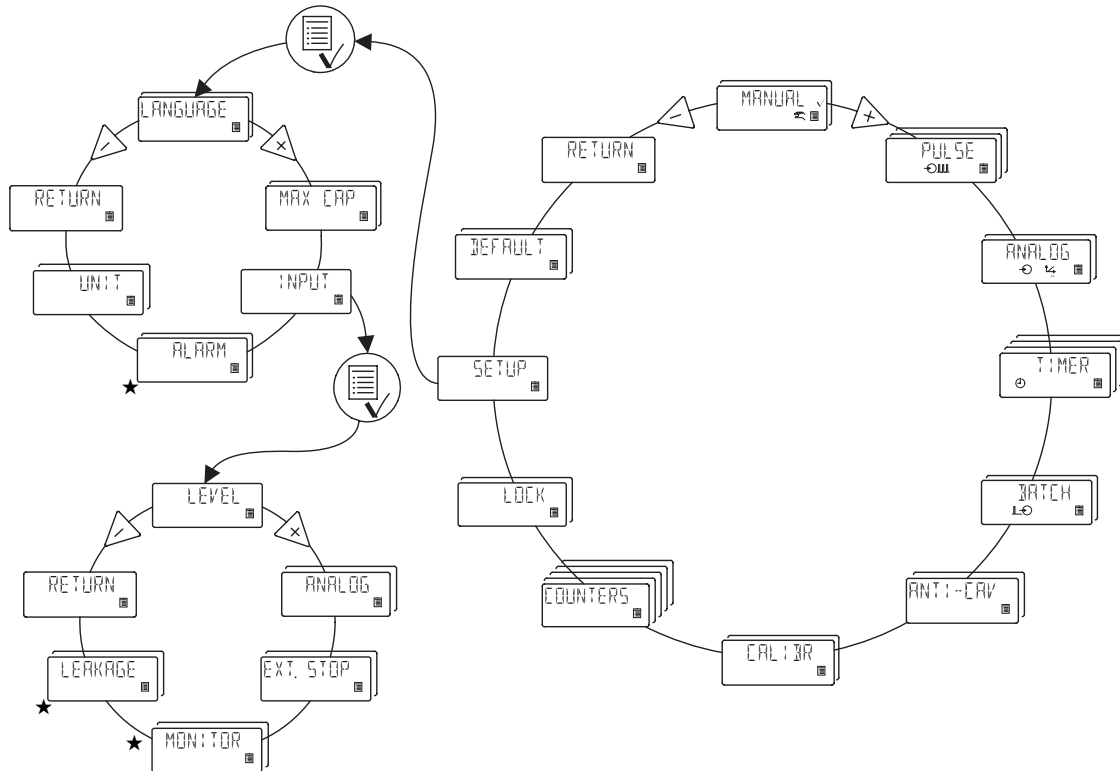 LANGUAGE
-
+
RETURN
MAX CAP
UNIT
INPUT
ALARM
LEVEL
-
+
RETURN
ANALOG
LEAKAGE
EXT. STOP
MONITOR
MANUAL
-
+
RETURN
PULSE
DEFAULT
ANALOG
SETUP
TIMER
LOCK
BATCH
COUNTERS
ANTI-CAV
CALIBR